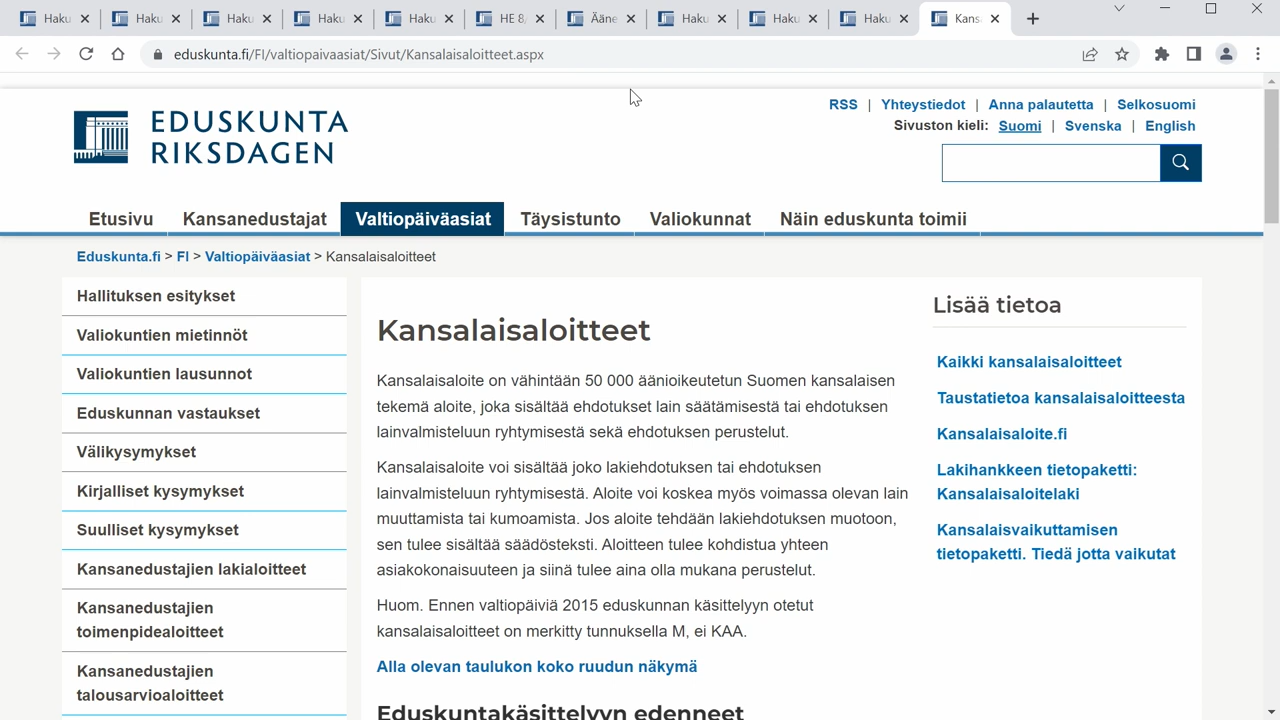 Haku
Haku
Haku
Haku
Haku
HE 8
Ääne
Haku
Haku
Haku
Kans
eduskunta.fi/FI/valtiopaivaasiat/Sivut/Kansalaisaloitteet.aspx
RSS | Yhteystiedot | Anna palautetta | Selkosuomi
Sivuston kieli: Suomi | Svenska | English
EDUSKUNTA
RIKSDAGEN
Etusivu Kansanedustajat Valtiopäiväasiat Täysistunto Valiokunnat Näin eduskunta toimii
Eduskunta.fi > FI > Valtiopäiväasiat > Kansalaisaloitteet
Hallituksen esitykset
Valiokuntien mietinnöt
Valiokuntien lausunnot
Eduskunnan vastaukset
Välikysymykset
Kirjalliset kysymykset
Suulliset kysymykset
Kansanedustajien lakialoitteet
Kansanedustajien
toimenpidealoitteet
Kansanedustajien
talousarvioaloitteet
Kansalaisaloitteet
Kansalaisaloite on vähintään 50 000 äänioikeutetun Suomen kansalaisen
tekemä aloite, joka sisältää ehdotukset lain säätämisestä tai ehdotuksen
lainvalmisteluun ryhtymisestä sekä ehdotuksen perustelut.
Kansalaisaloite voi sisältää joko lakiehdotuksen tai ehdotuksen
lainvalmisteluun ryhtymisestä. Aloite voi koskea myös voimassa olevan lain
muuttamista tai kumoamista. Jos aloite tehdään lakiehdotuksen muotoon,
sen tulee sisältää säädösteksti. Aloitteen tulee kohdistua yhteen
asiakokonaisuuteen ja siinä tulee aina olla mukana perustelut.
Huom. Ennen valtiopäiviä 2015 eduskunnan käsittelyyn otetut
kansalaisaloitteet on merkitty tunnuksella M, ei KAA.
Alla olevan taulukon koko ruudun näkymä
Eduskuntakäsittelyyn edenneet
Lisää tietoa
Kaikki kansalaisaloitteet
Taustatietoa kansalaisaloitteesta
Kansalaisaloite.fi
Lakihankkeen tietopaketti:
Kansalaisaloitelaki
Kansalaisvaikuttamisen
tietopaketti. Tiedä jotta vaikutat